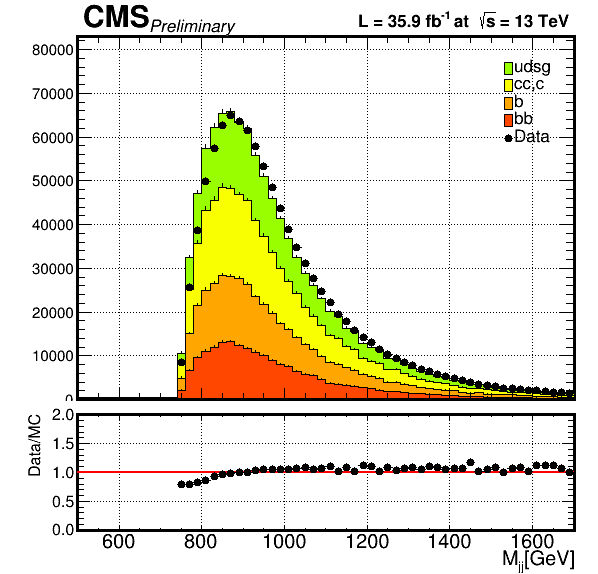 CMS Preliminary L = 35.9 fb⁻¹ at √s = 13 TeV
80000
70000
60000
50000
40000
30000
20000
10000
0
udsg
cc,c
b
bb
Data
Data/MC
2.0
1.5
1.0
0.5
0.0
600 800 1000 1200 1400 1600
Mjj[GeV]